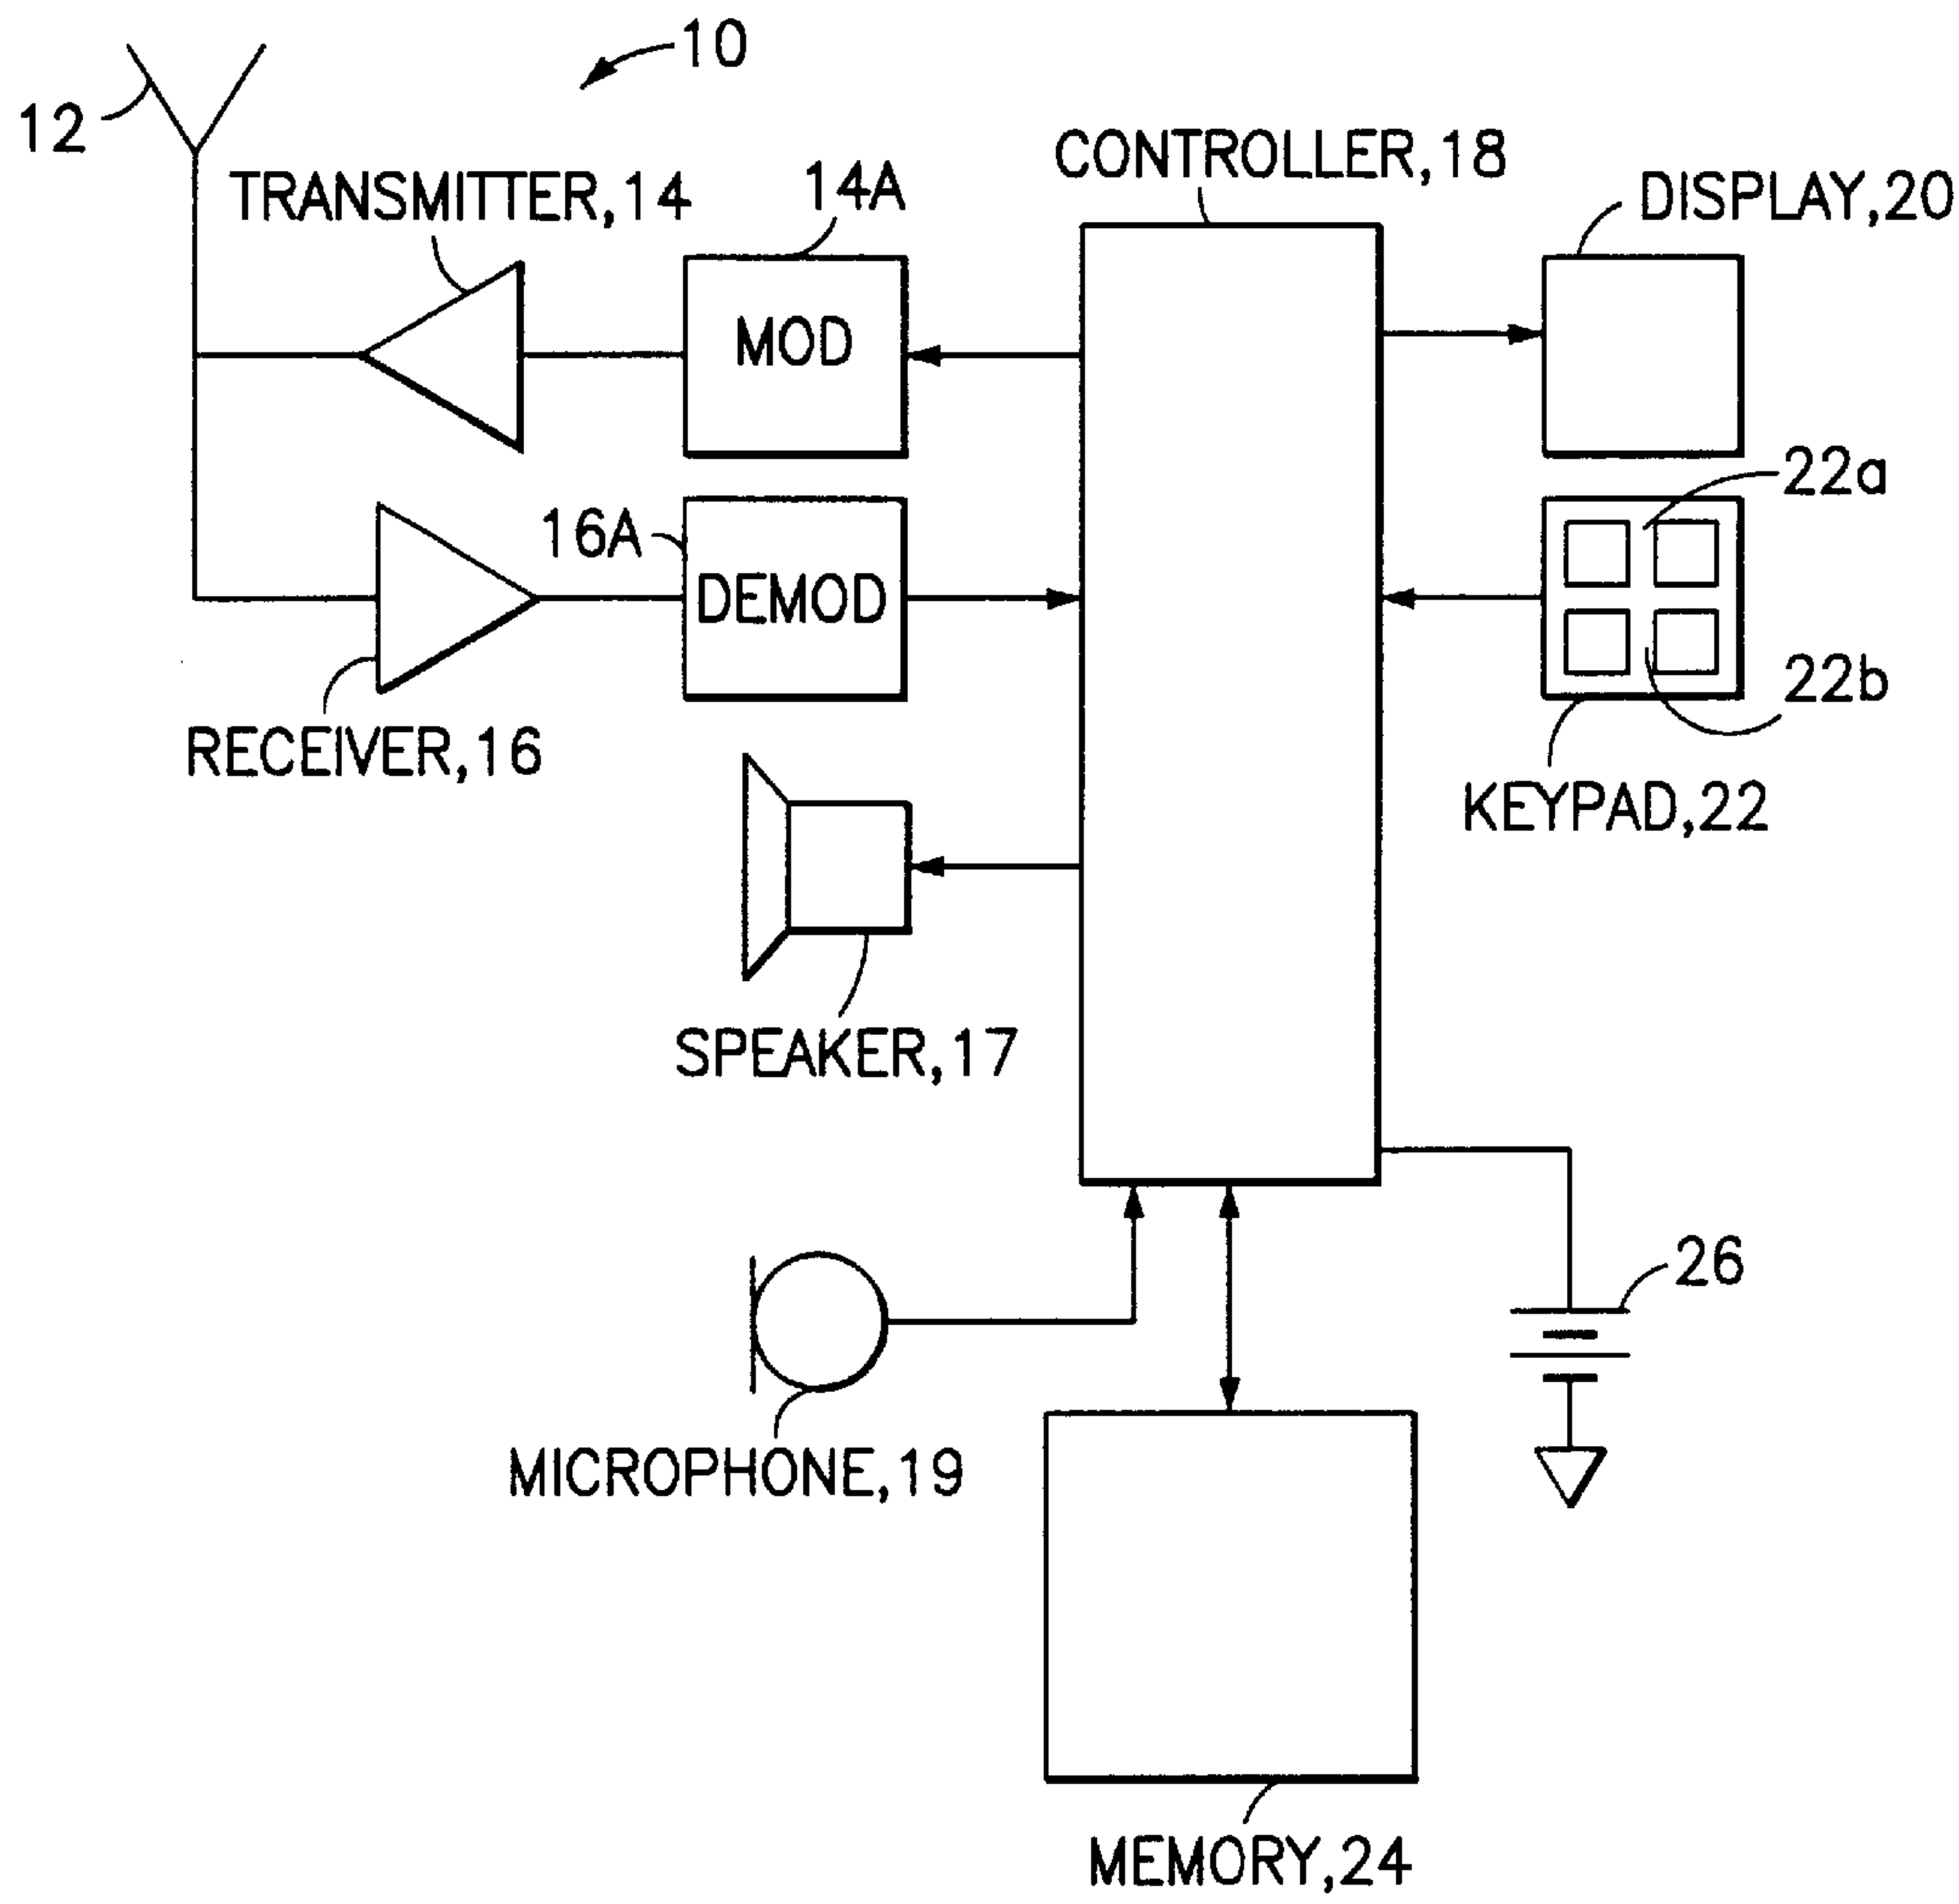 10
12
CONTROLLER,18
TRANSMITTER,14
14A
DISPLAY,20
MOD
22a
16A
DEMOD
22b
RECEIVER,16
KEYPAD,22
SPEAKER,17
26
MICROPHONE,19
MEMORY,24